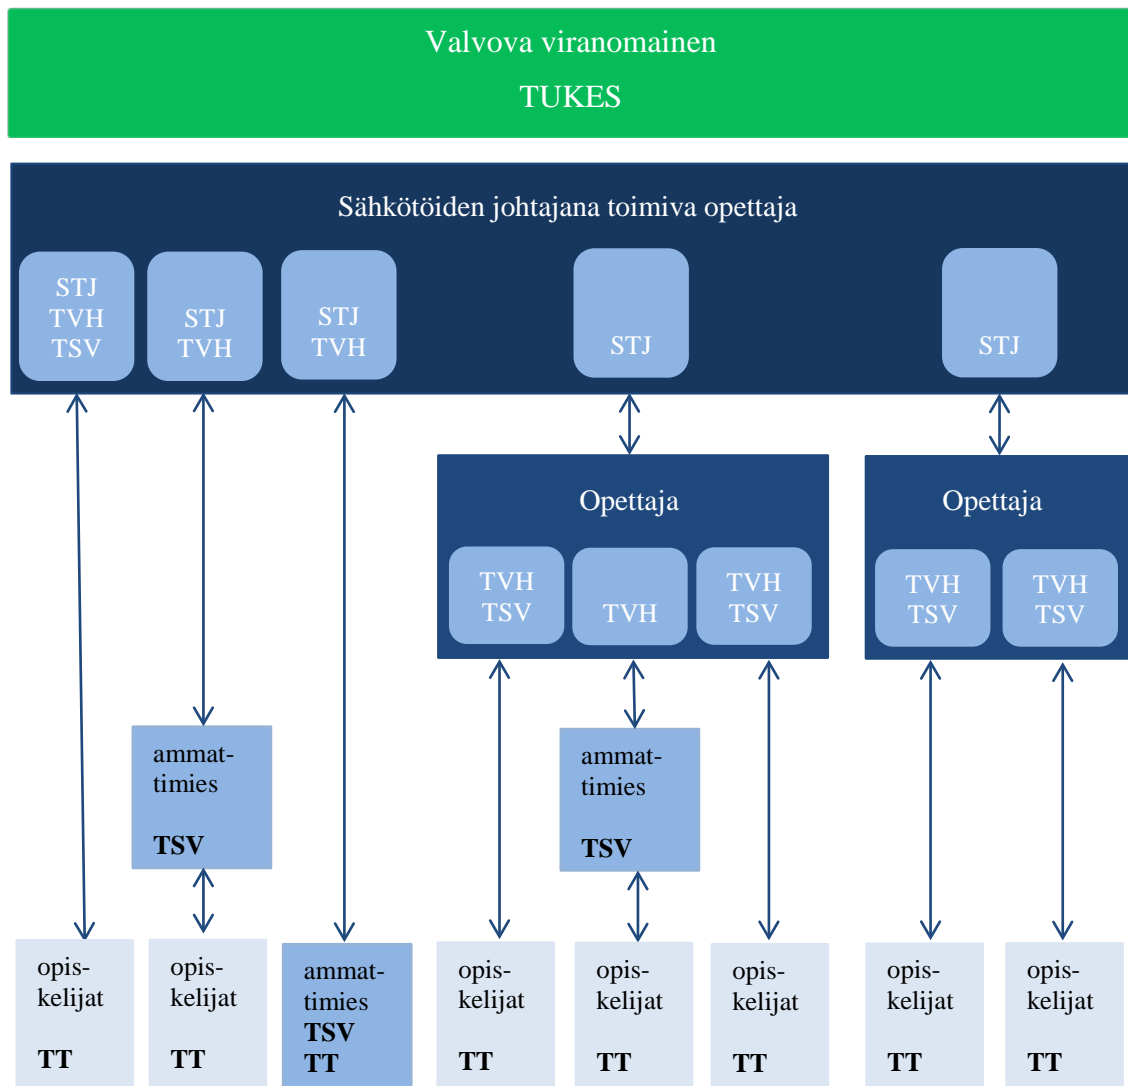 Valvova viranomainen
TUKES
Sähkötöiden johtajana toimiva opettaja
STJ
TVH
TSV
STJ
TVH
STJ
TVH
STJ
STJ
Opettaja
TVH
TSV
TVH
TVH
TSV
Opettaja
TVH
TSV
TVH
TSV
ammat-
timies
TSV
ammat-
timies
TSV
opis-
kelijat
TT
opis-
kelijat
TT
ammat-
timies
TSV
TT
opis-
kelijat
TT
opis-
kelijat
TT
opis-
kelijat
TT
opis-
kelijat
TT
opis-
kelijat
TT